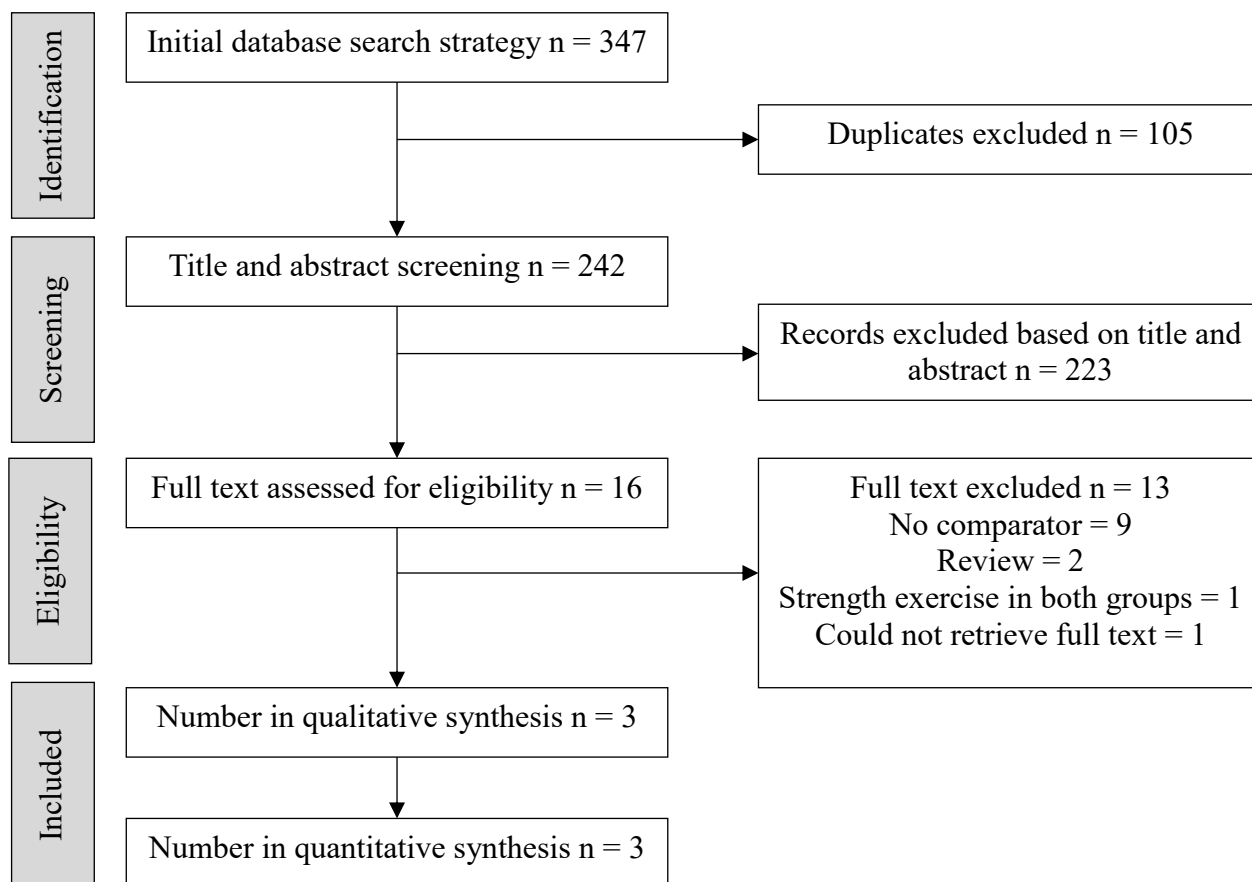 Identification
Initial database search strategy n = 347
Duplicates excluded n = 105
Screening
Title and abstract screening n = 242
Records excluded based on title and
abstract n = 223
Eligibility
Full text assessed for eligibility n = 16
Full text excluded n = 13
No comparator = 9
Review = 2
Strength exercise in both groups = 1
Could not retrieve full text = 1
Included
Number in qualitative synthesis n = 3
Number in quantitative synthesis n = 3